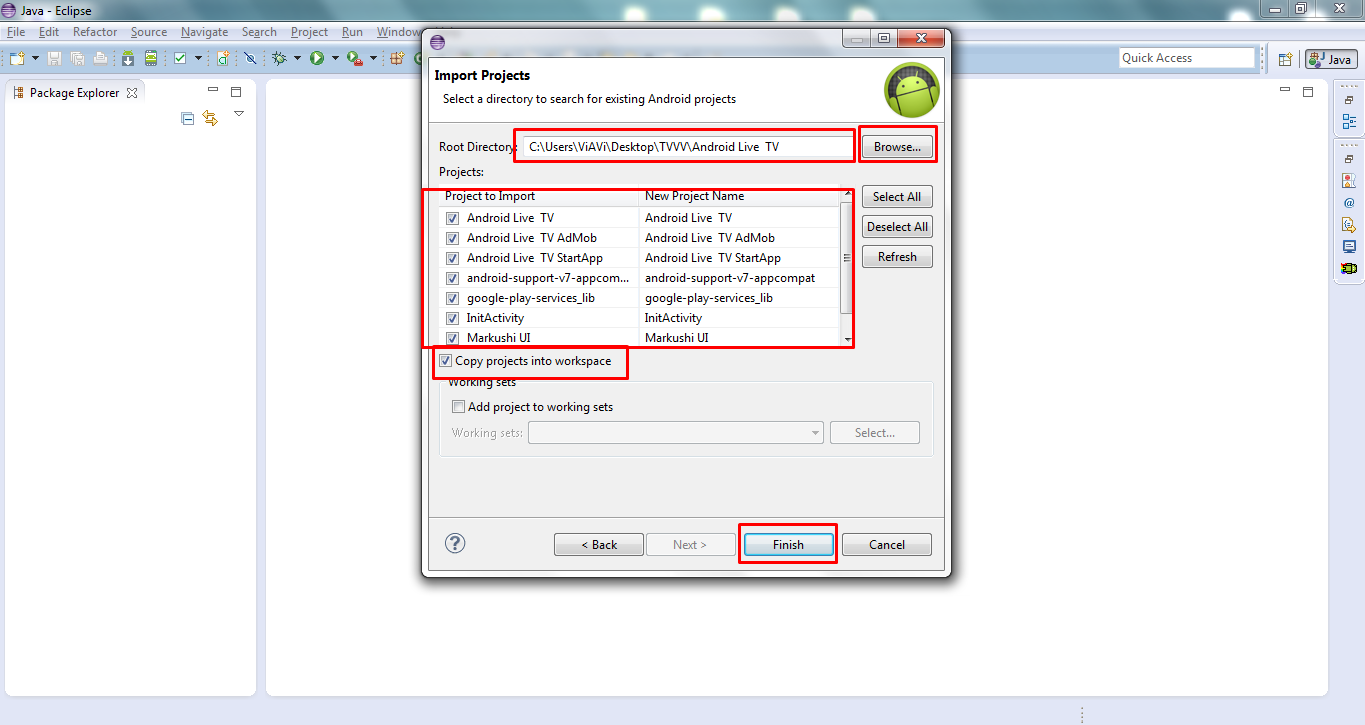 Java - Eclipse
File Edit Refactor Source Navigate Search Project Run Window
Quick Access
Java
Package Explorer
Import Projects
Select a directory to search for existing Android projects
Root Directory: C:\Users\ViAVi\Desktop\TVVV\Android Live  TV Browse...
Projects:
Project to Import New Project Name Select All
Android Live  TV Android Live  TV
Deselect All
Android Live  TV AdMob Android Live  TV AdMob
Android Live  TV StartApp Android Live  TV StartApp Refresh
android-support-v7-appcom... android-support-v7-appcompat
google-play-services_lib google-play-services_lib
InitActivity InitActivity
Markushi UI Markushi UI
Copy projects into workspace
Working sets
Add project to working sets
Working sets: Select...
? < Back Next > Finish Cancel